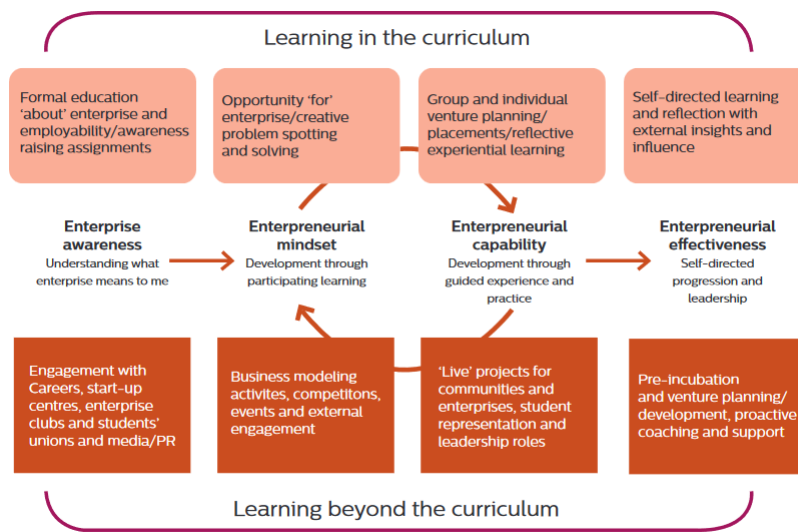 Learning in the curriculum
Formal education
‘about’ enterprise and
employability/awareness
raising assignments
Opportunity ‘for’
enterprise/creative
problem spotting
and solving
Group and individual
venture planning/
placements/reflective
experiential learning
Self-directed learning
and reflection with
external insights and
influence
Enterprise
awareness
Understanding what
enterprise means to me
Enterpreneurial
mindset
Development through
participating learning
Enterpreneurial
capability
Development through
guided experience and
practice
Enterpreneurial
effectiveness
Self-directed
progression and
leadership
Engagement with
Careers, start-up
centres, enterprise
clubs and students’
unions and media/PR
Business modeling
activites, competitons,
events and external
engagement
‘Live’ projects for
communities and
enterprises, student
representation and
leadership roles
Pre-incubation
and venture planning/
development, proactive
coaching and support
Learning beyond the curriculum